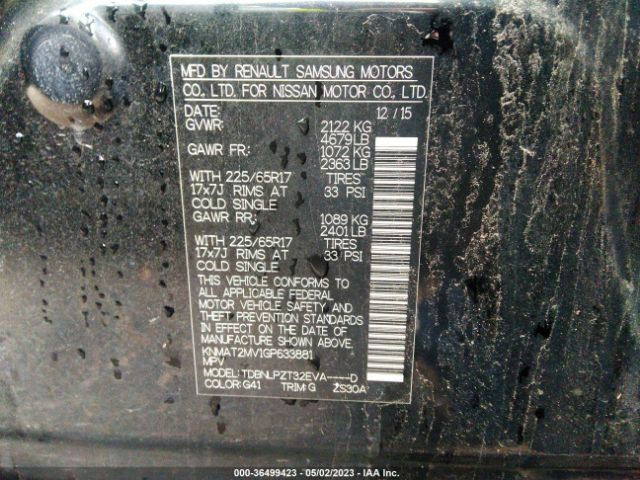 MFD BY RENAULT SAMSUNG MOTORS
CO., LTD. FOR NISSAN MOTOR CO., LTD.
DATE: 12 / 15
GVWR: 2122 KG
4679 LB
GAWR FR: 1072 KG
2363 LB
WITH 225/65R17 TIRES
17x7J RIMS AT 33 PSI
COLD SINGLE
GAWR RR: 1089 KG
2401 LB
WITH 225/65R17 TIRES
17x7J RIMS AT 33 PSI
COLD SINGLE
THIS VEHICLE CONFORMS TO
ALL APPLICABLE FEDERAL
MOTOR VEHICLE SAFETY AND
THEFT PREVENTION STANDARDS
IN EFFECT ON THE DATE OF
MANUFACTURE SHOWN ABOVE.
KNMAT2MV1GP633881
MPV
MODEL: TDBNLPZT32EVA-----D
COLOR: G41 TRIM: G ZS30A
000-36499423 - 05/02/2023 - IAA Inc.